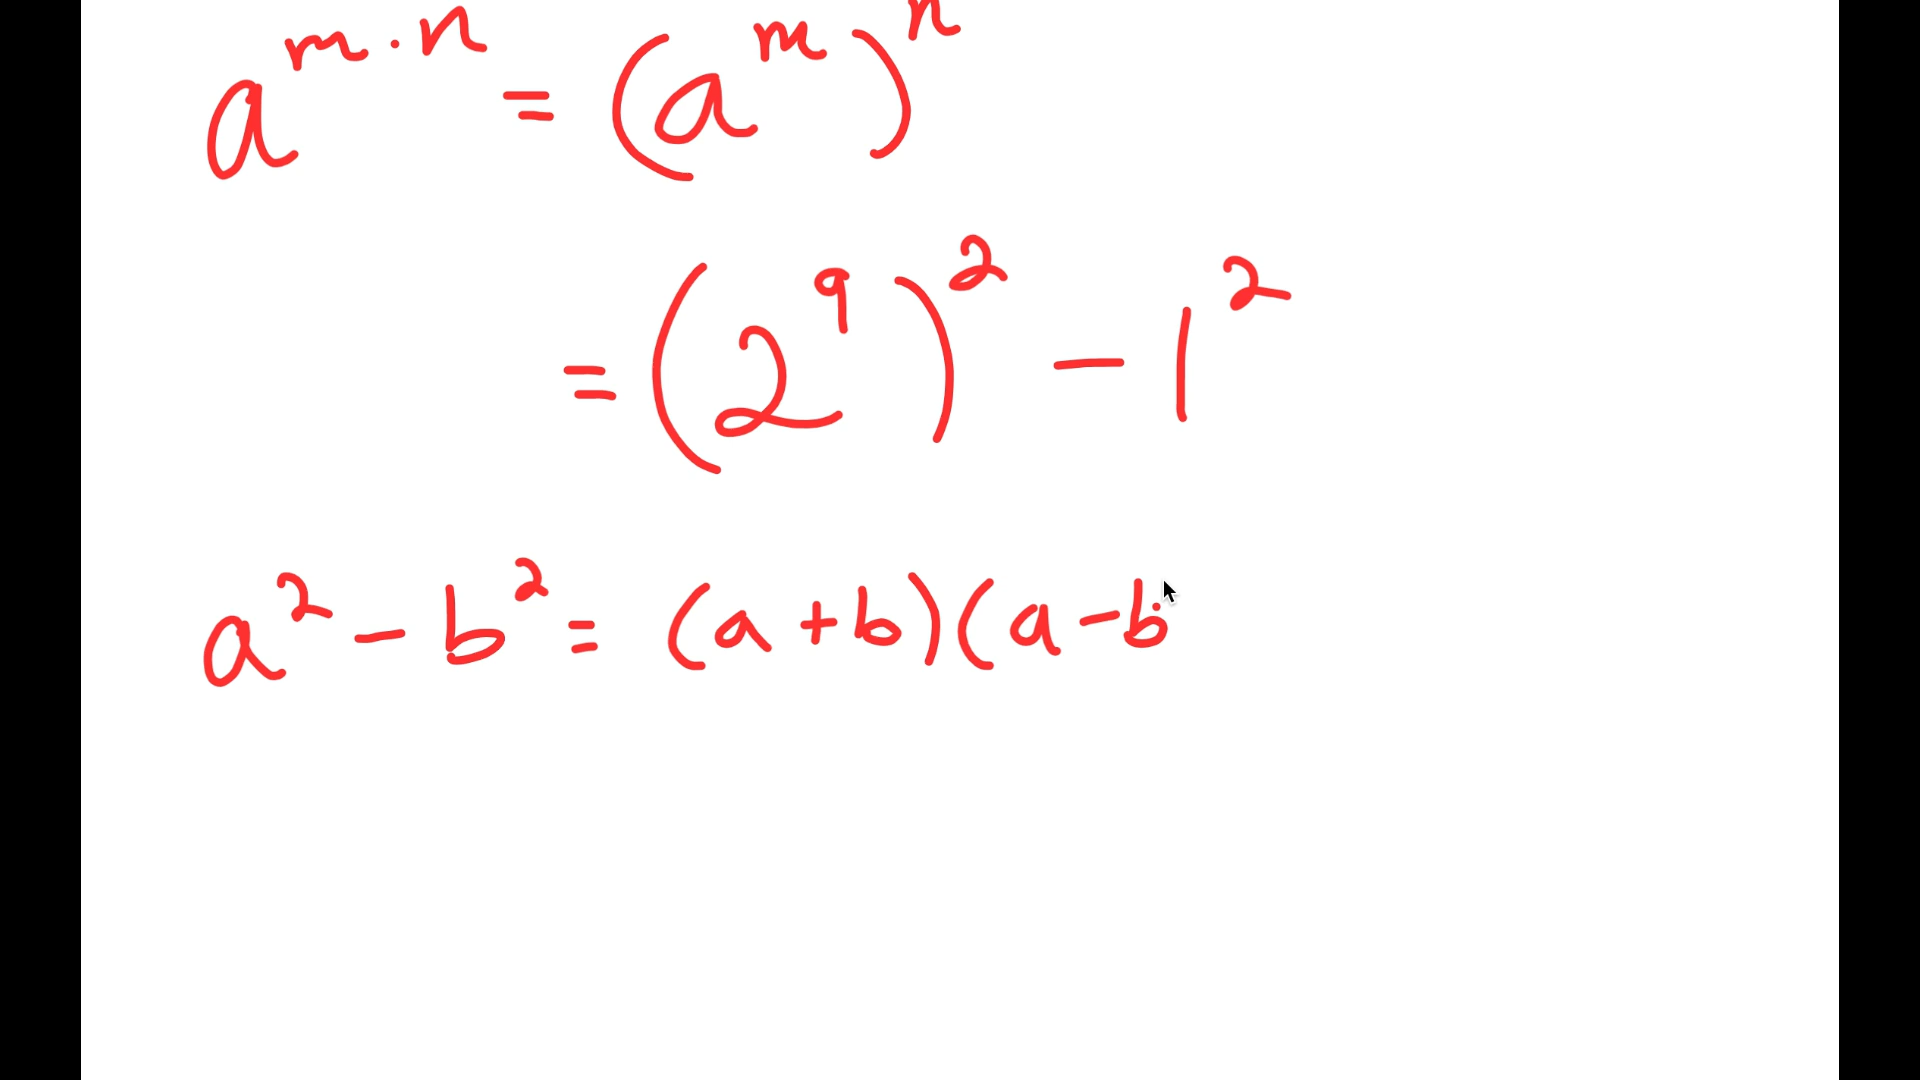 a^{m·n} = (a^m)^n
= (2^9)^2 − 1^2
a^2 − b^2 = (a+b)(a−b